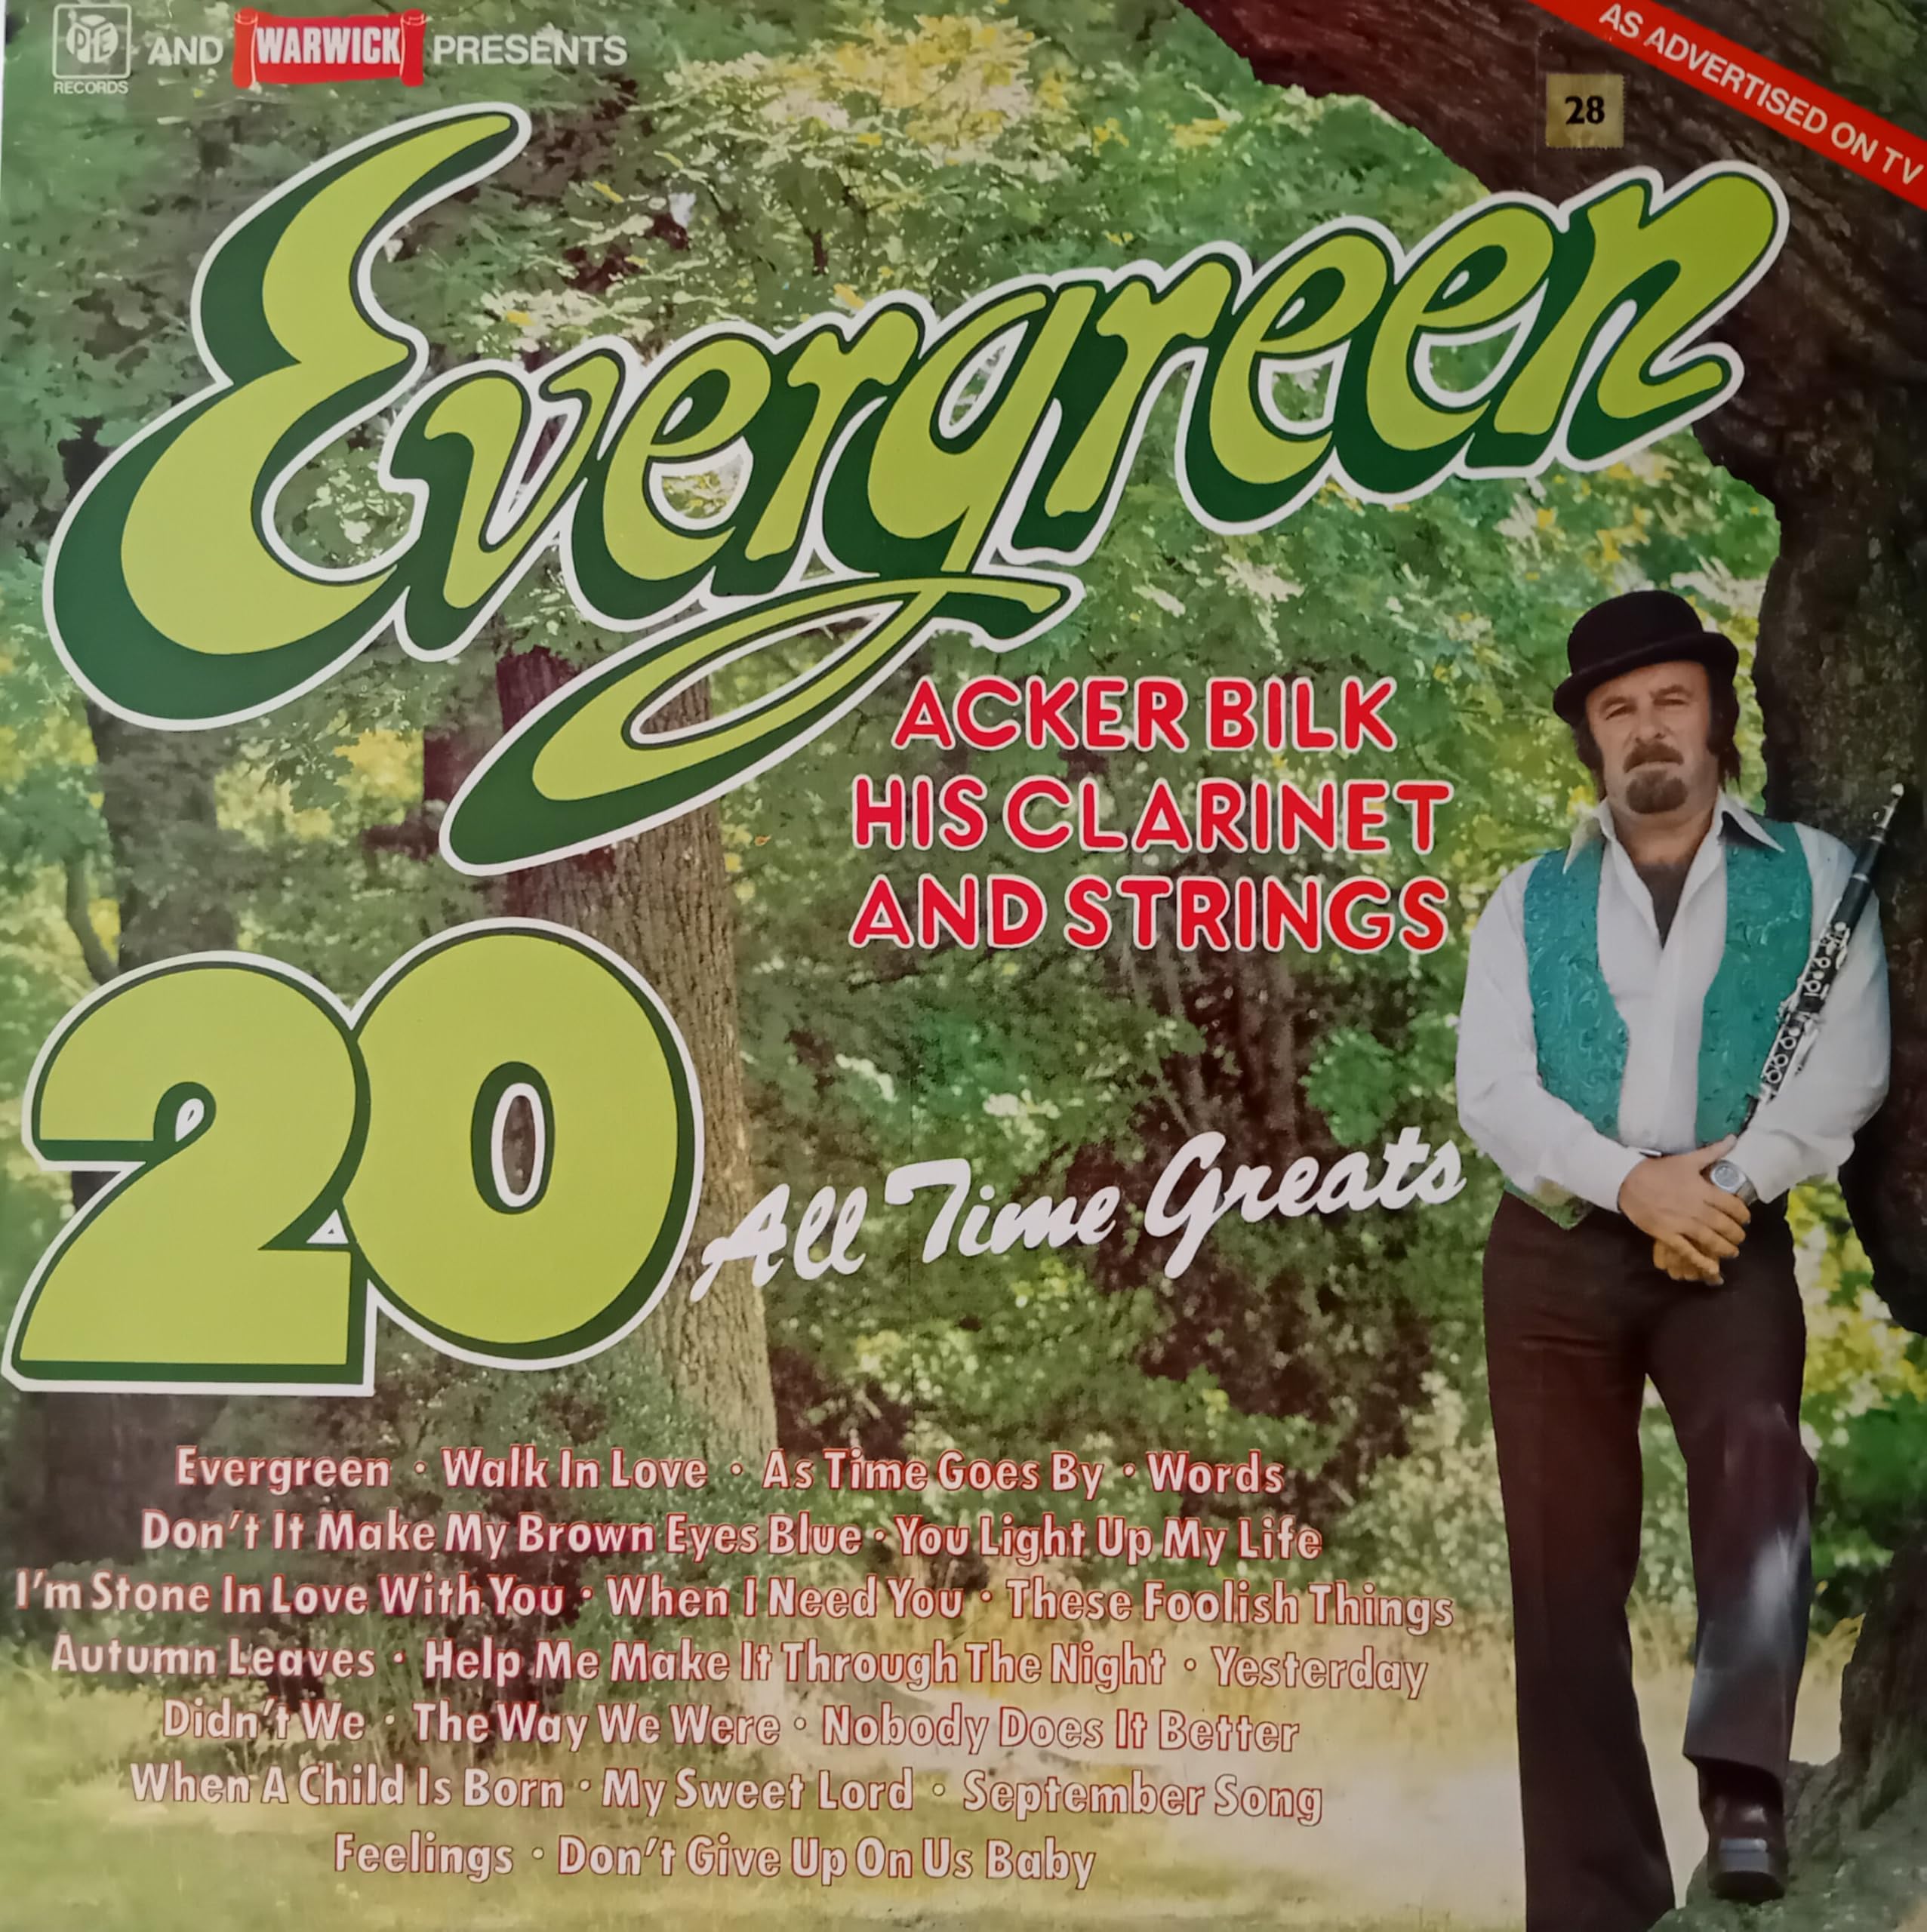 PYE RECORDS AND WARWICK PRESENTS
AS ADVERTISED ON TV
28
Evergreen
ACKER BILK
HIS CLARINET
AND STRINGS
20 All Time Greats
Evergreen · Walk In Love · As Time Goes By · Words
Don't It Make My Brown Eyes Blue · You Light Up My Life
I'm Stone In Love With You · When I Need You · These Foolish Things
Autumn Leaves · Help Me Make It Through The Night · Yesterday
Didn't We · The Way We Were · Nobody Does It Better
When A Child Is Born · My Sweet Lord · September Song
Feelings · Don't Give Up On Us Baby